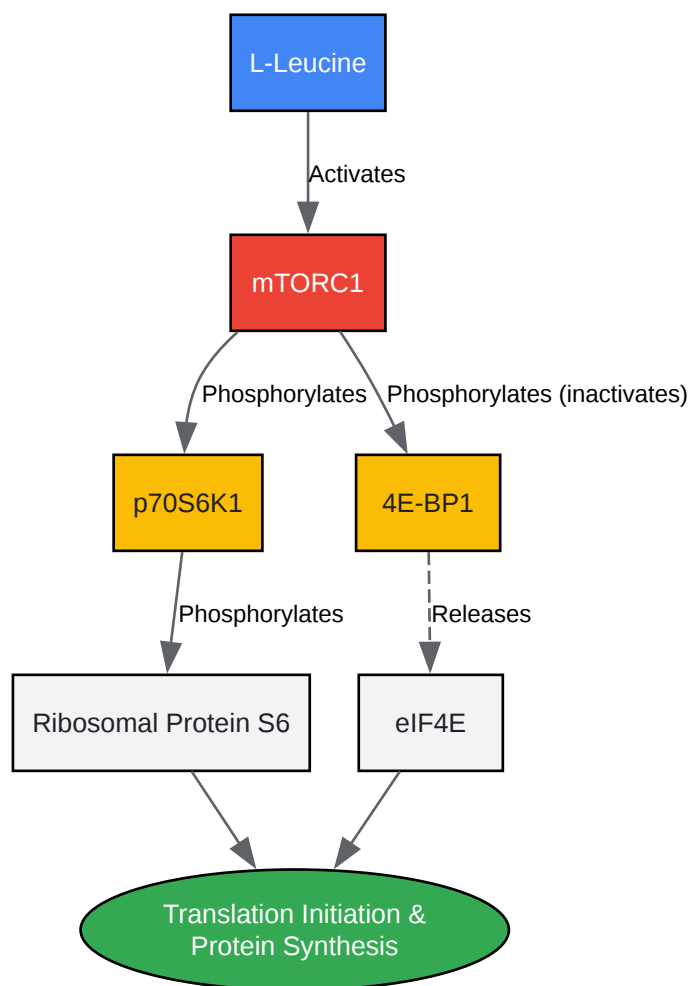 L-Leucine
Activates
mTORC1
Phosphorylates
Phosphorylates (inactivates)
p70S6K1
4E-BP1
Phosphorylates
Releases
Ribosomal Protein S6
eIF4E
Translation Initiation &
Protein Synthesis